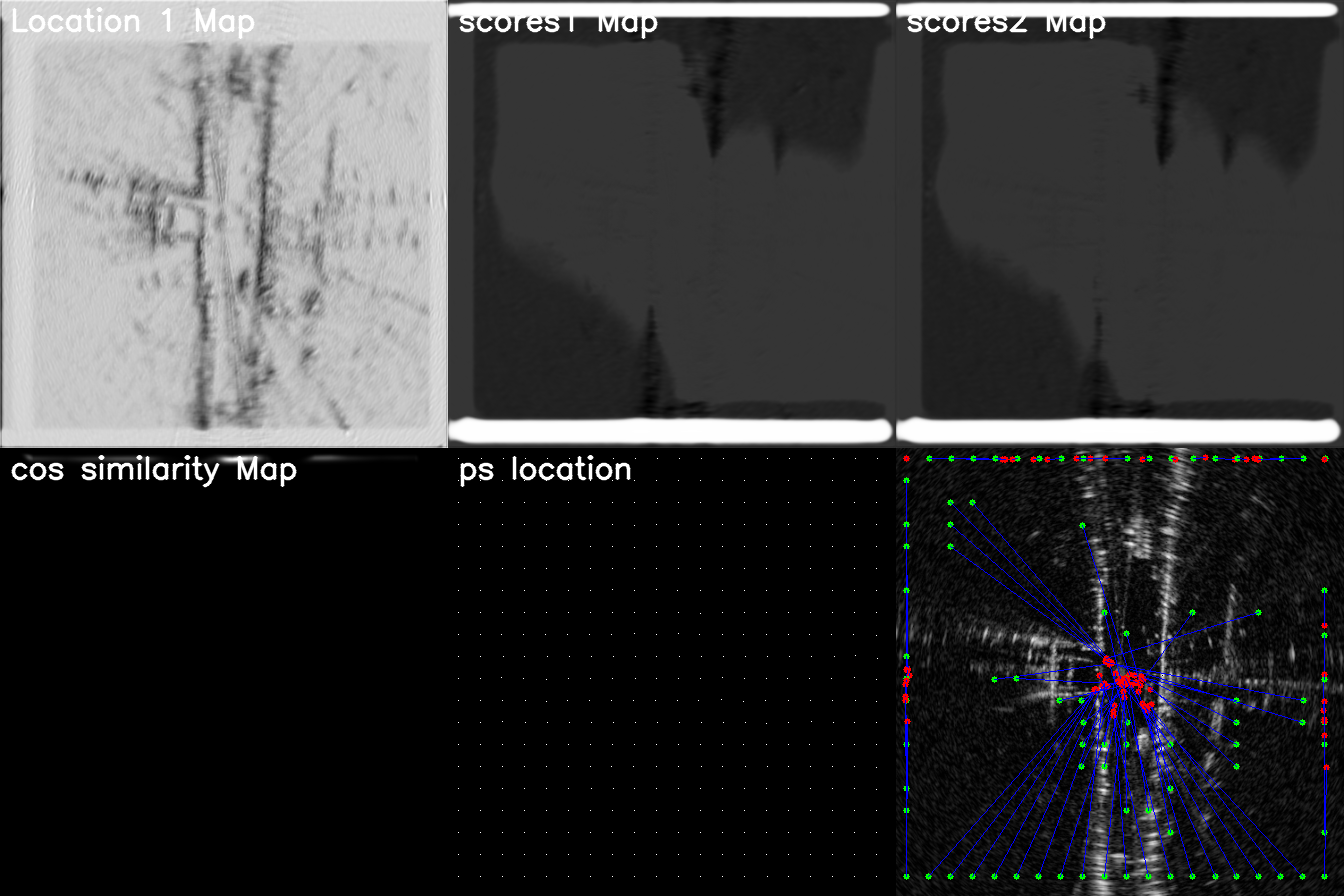 Location 1 Map
scores1 Map
scores2 Map
cos similarity Map
ps location